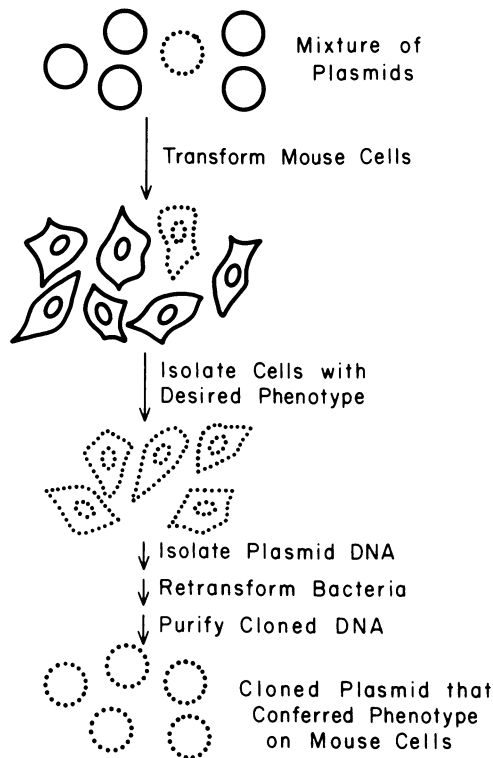 Mixture of
Plasmids
Transform Mouse Cells
Isolate Cells with
Desired Phenotype
Isolate Plasmid DNA
Retransform Bacteria
Purify Cloned DNA
Cloned Plasmid that
Conferred Phenotype
on Mouse Cells